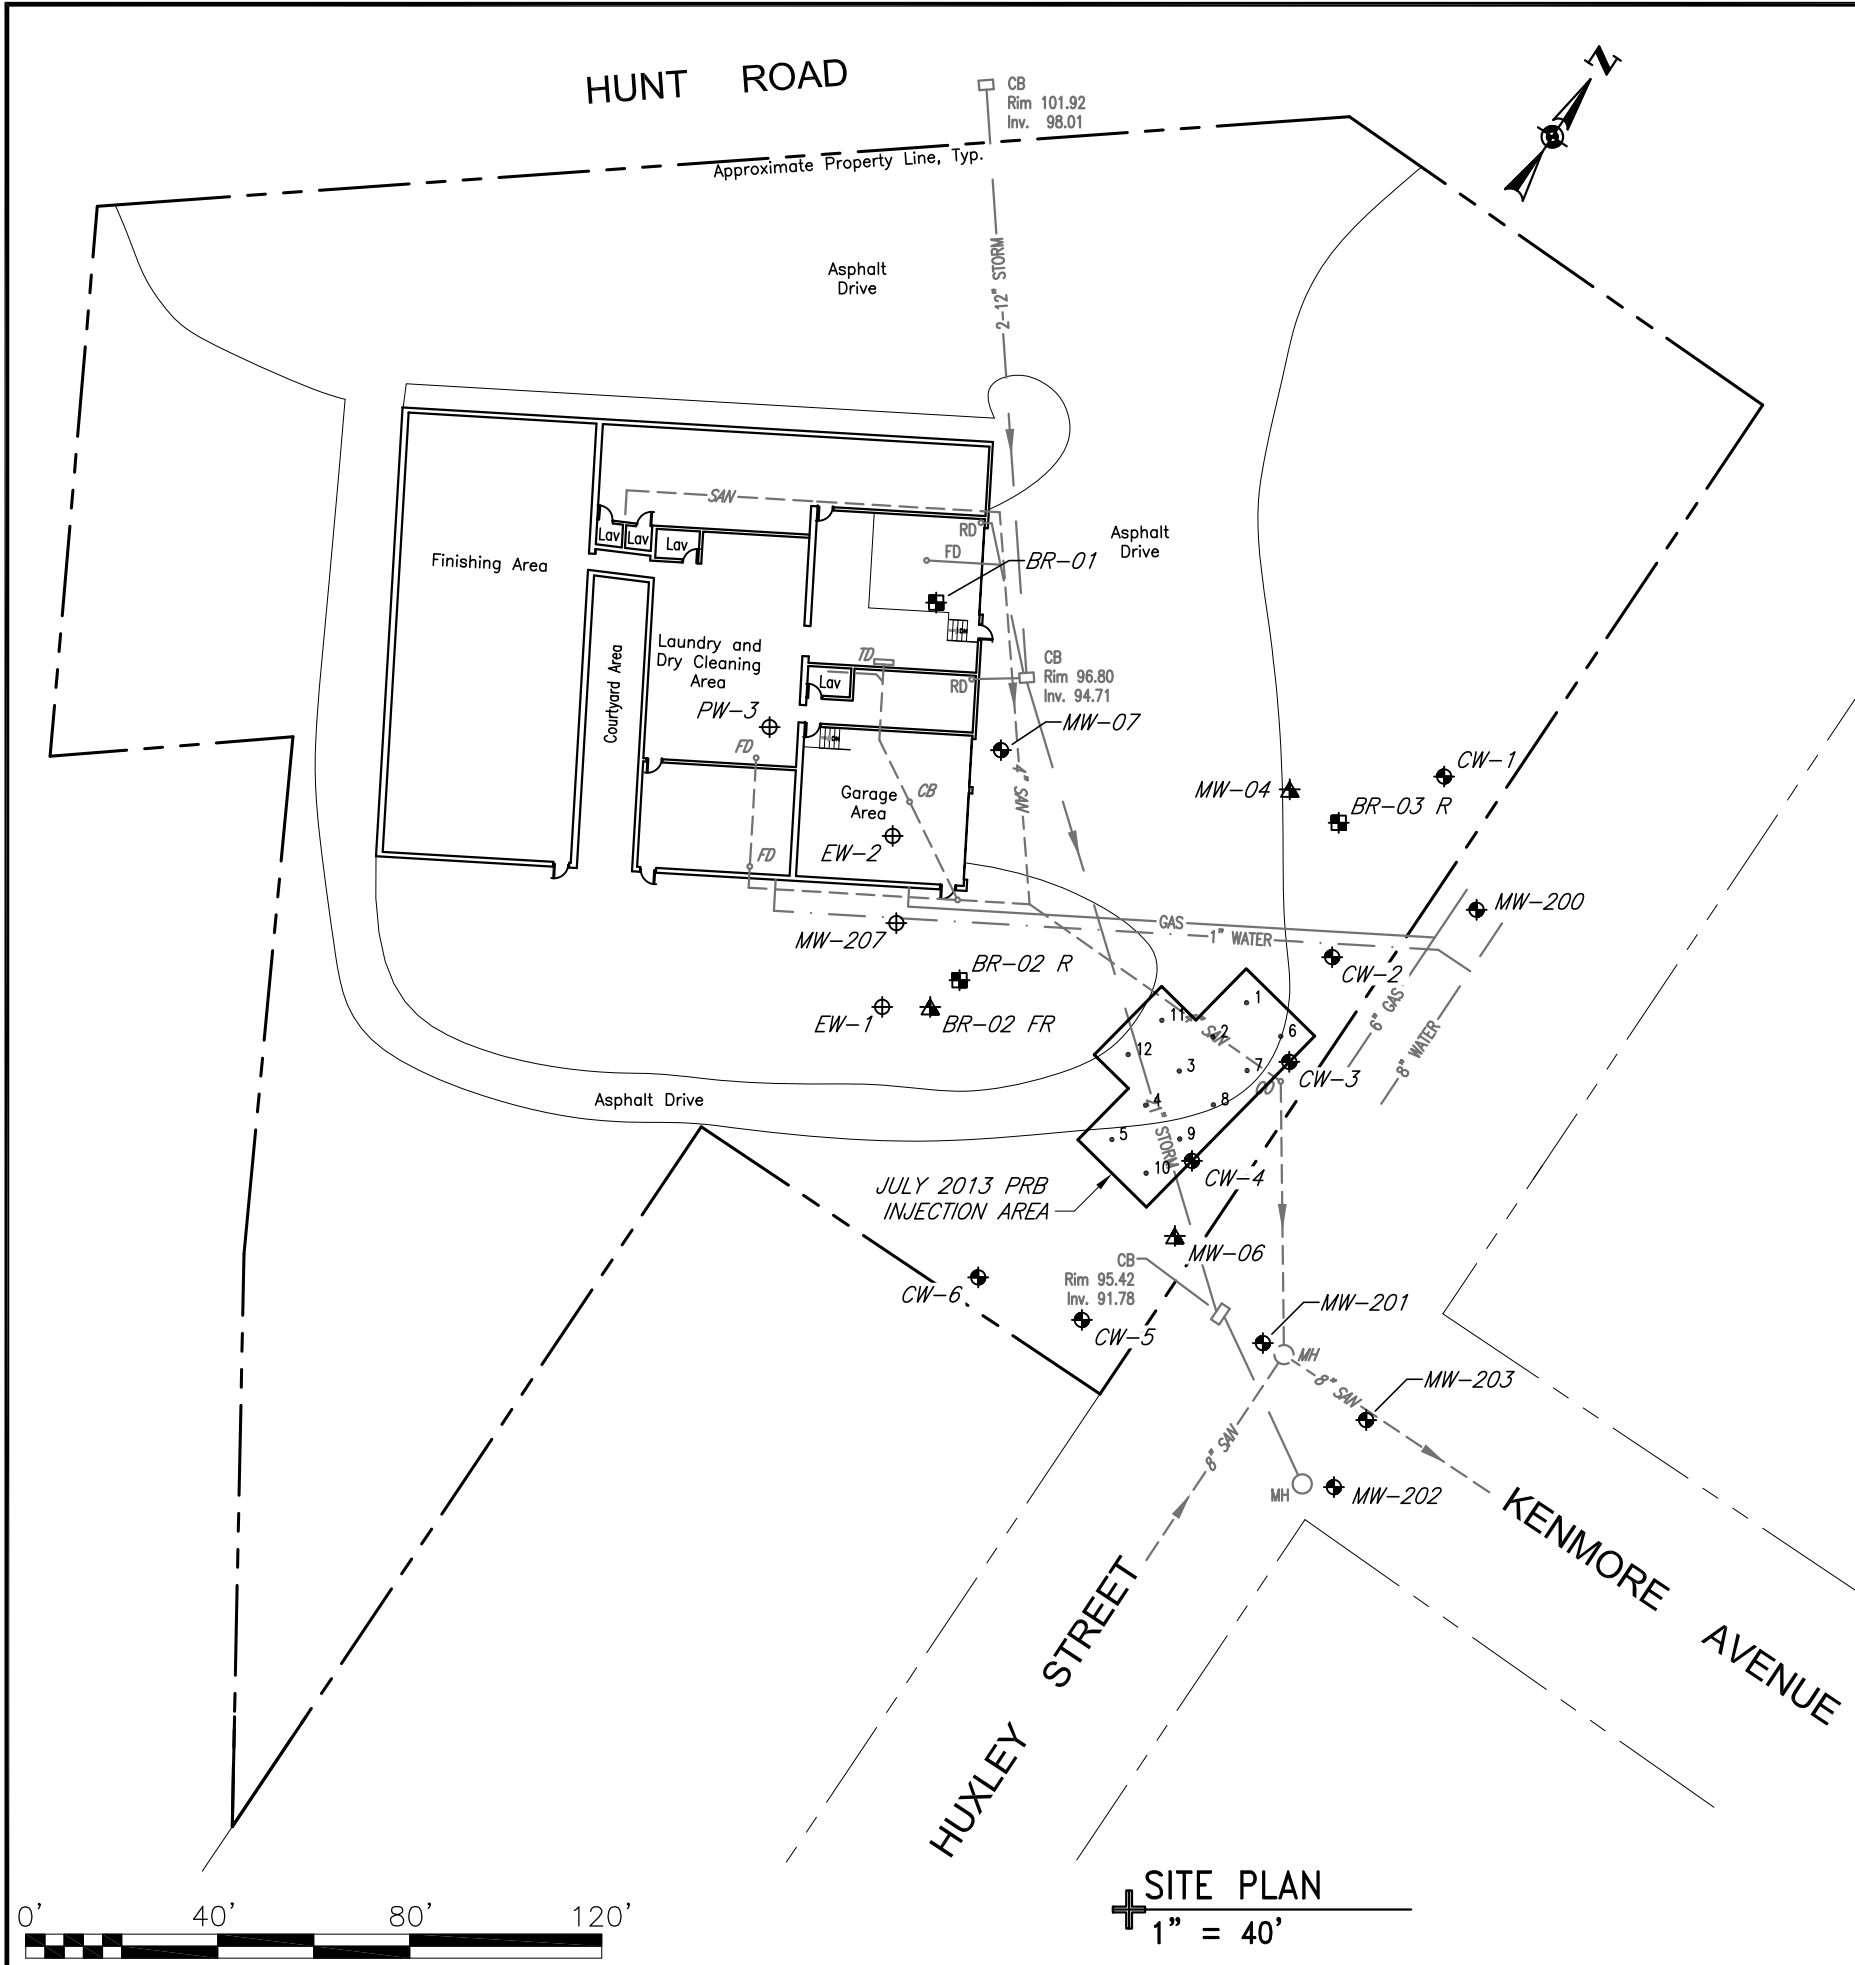 HUNT ROAD
N
CB
Rim 101.92
Inv. 98.01
Approximate Property Line, Typ.
2-12" STORM
Asphalt
Drive
SAN
Lav
Lav
Lav
RD
FD
Asphalt
Drive
BR-01
Finishing Area
Courtyard Area
Laundry and
Dry Cleaning
Area
TD
Lav
RD
CB
Rim 96.80
Inv. 94.71
PW-3
MW-07
FD
4" SAN
CB
Garage
Area
EW-2
FD
CW-1
MW-04
BR-03 R
MW-200
GAS
1" WATER
MW-207
BR-02 R
CW-2
6" GAS
8" WATER
EW-1
BR-02 FR
1
11
2
SAN
6
12
3
7
CO
CW-3
4
8
Asphalt Drive
5
9
STORM
10
CW-4
JULY 2013 PRB
INJECTION AREA
MW-06
CB
Rim 95.42
Inv. 91.78
CW-6
CW-5
MW-201
MH
8" SAN
MW-203
8" SAN
MH
MW-202
KENMORE AVENUE
HUXLEY STREET
SITE PLAN
1" = 40'
0' 40' 80' 120'